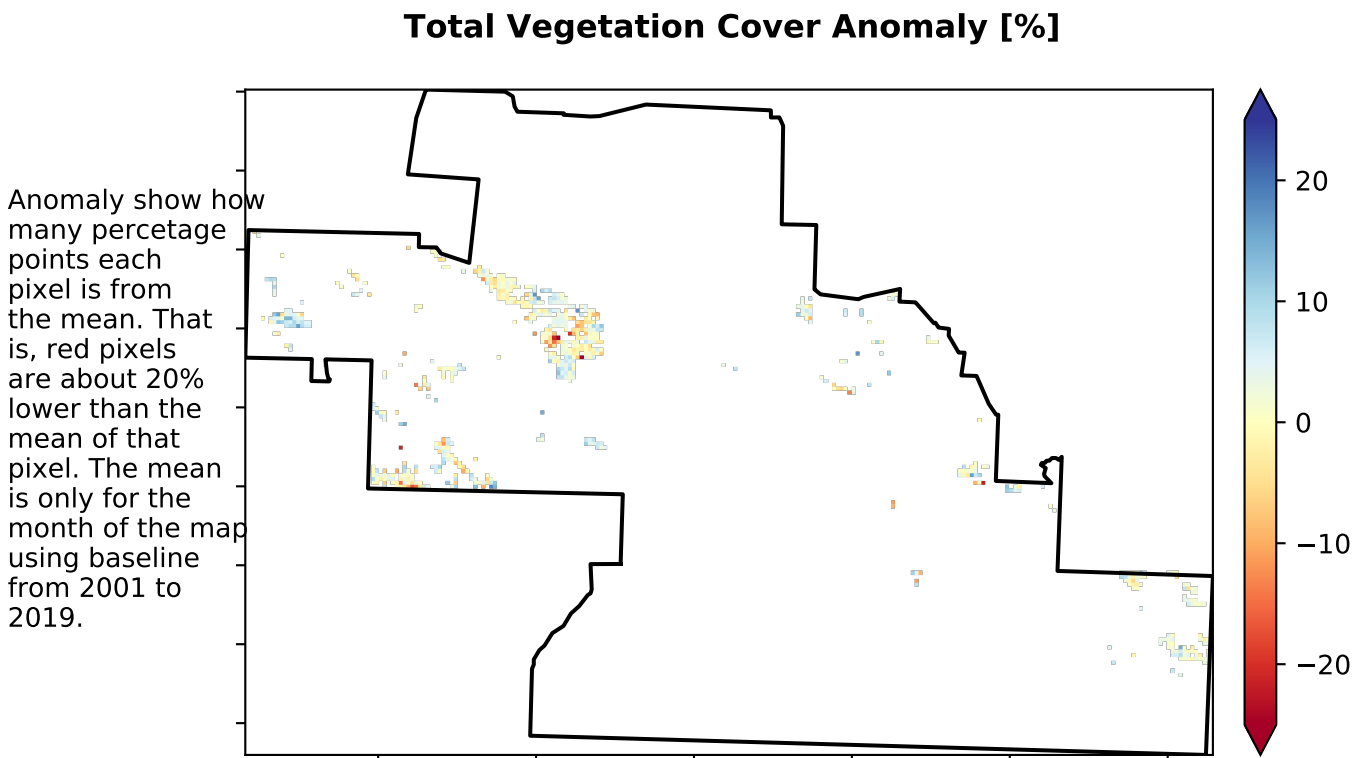 Total Vegetation Cover Anomaly [%]
Anomaly show how
many percetage
points each
pixel is from
the mean. That
is, red pixels
are about 20%
lower than the
mean of that
pixel. The mean
is only for the
month of the map
using baseline
from 2001 to
2019.
20
10
0
−10
−20